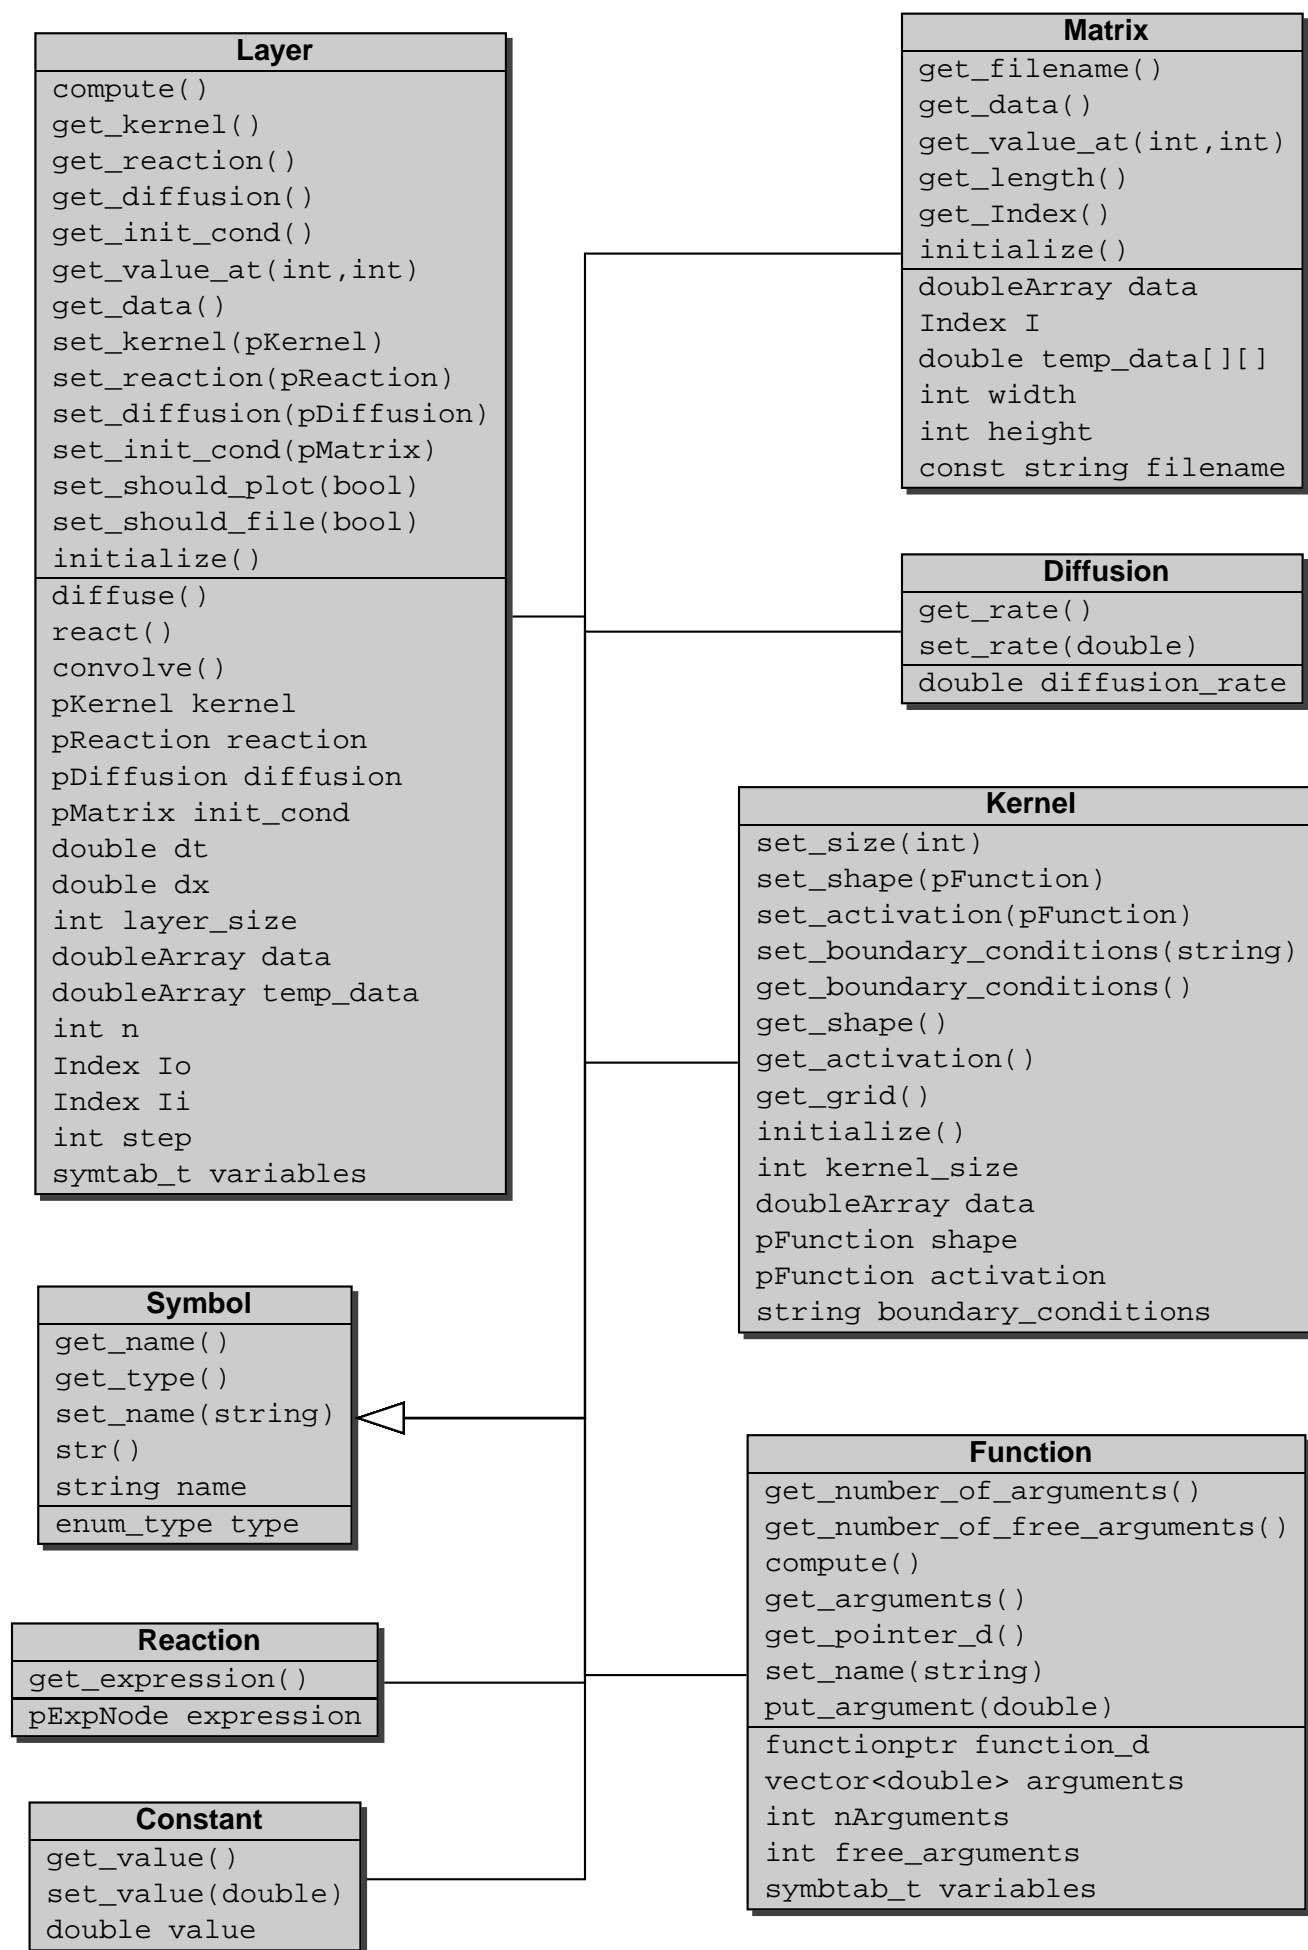 Layer
compute()
get_kernel()
get_reaction()
get_diffusion()
get_init_cond()
get_value_at(int,int)
get_data()
set_kernel(pKernel)
set_reaction(pReaction)
set_diffusion(pDiffusion)
set_init_cond(pMatrix)
set_should_plot(bool)
set_should_file(bool)
initialize()
diffuse()
react()
convolve()
pKernel kernel
pReaction reaction
pDiffusion diffusion
pMatrix init_cond
double dt
double dx
int layer_size
doubleArray data
doubleArray temp_data
int n
Index Io
Index Ii
int step
symtab_t variables
Symbol
get_name()
get_type()
set_name(string)
str()
string name
enum_type type
Reaction
get_expression()
pExpNode expression
Constant
get_value()
set_value(double)
double value
Matrix
get_filename()
get_data()
get_value_at(int,int)
get_length()
get_Index()
initialize()
doubleArray data
Index I
double temp_data[][]
int width
int height
const string filename
Diffusion
get_rate()
set_rate(double)
double diffusion_rate
Kernel
set_size(int)
set_shape(pFunction)
set_activation(pFunction)
set_boundary_conditions(string)
get_boundary_conditions()
get_shape()
get_activation()
get_grid()
initialize()
int kernel_size
doubleArray data
pFunction shape
pFunction activation
string boundary_conditions
Function
get_number_of_arguments()
get_number_of_free_arguments()
compute()
get_arguments()
get_pointer_d()
set_name(string)
put_argument(double)
functionptr function_d
vector<double> arguments
int nArguments
int free_arguments
symbtab_t variables